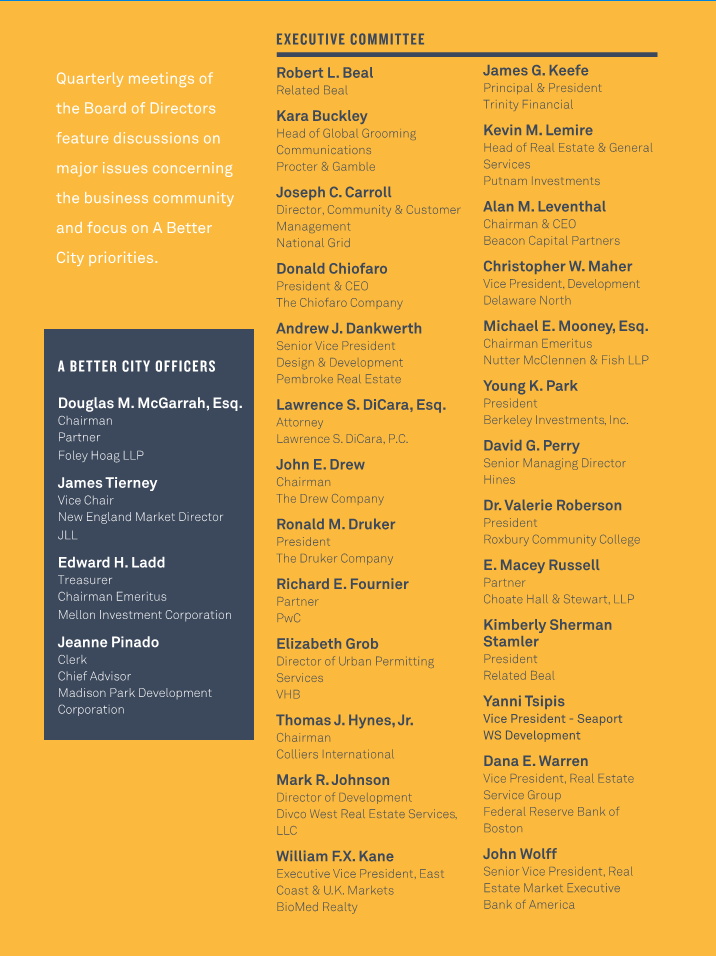 Quarterly meetings of
the Board of Directors
feature discussions on
major issues concerning
the business community
and focus on A Better
City priorities.
A BETTER CITY OFFICERS
Douglas M. McGarrah, Esq.
Chairman
Partner
Foley Hoag LLP
James Tierney
Vice Chair
New England Market Director
JLL
Edward H. Ladd
Treasurer
Chairman Emeritus
Mellon Investment Corporation
Jeanne Pinado
Clerk
Chief Advisor
Madison Park Development
Corporation
EXECUTIVE COMMITTEE
Robert L. Beal
Related Beal
Kara Buckley
Head of Global Grooming
Communications
Procter & Gamble
Joseph C. Carroll
Director, Community & Customer
Management
National Grid
Donald Chiofaro
President & CEO
The Chiofaro Company
Andrew J. Dankwerth
Senior Vice President
Design & Development
Pembroke Real Estate
Lawrence S. DiCara, Esq.
Attorney
Lawrence S. DiCara, P.C.
John E. Drew
Chairman
The Drew Company
Ronald M. Druker
President
The Druker Company
Richard E. Fournier
Partner
PwC
Elizabeth Grob
Director of Urban Permitting
Services
VHB
Thomas J. Hynes, Jr.
Chairman
Colliers International
Mark R. Johnson
Director of Development
Divco West Real Estate Services,
LLC
William F.X. Kane
Executive Vice President, East
Coast & U.K. Markets
BioMed Realty
James G. Keefe
Principal & President
Trinity Financial
Kevin M. Lemire
Head of Real Estate & General
Services
Putnam Investments
Alan M. Leventhal
Chairman & CEO
Beacon Capital Partners
Christopher W. Maher
Vice President, Development
Delaware North
Michael E. Mooney, Esq.
Chairman Emeritus
Nutter McClennen & Fish LLP
Young K. Park
President
Berkeley Investments, Inc.
David G. Perry
Senior Managing Director
Hines
Dr. Valerie Roberson
President
Roxbury Community College
E. Macey Russell
Partner
Choate Hall & Stewart, LLP
Kimberly Sherman
Stamler
President
Related Beal
Yanni Tsipis
Vice President - Seaport
WS Development
Dana E. Warren
Vice President, Real Estate
Service Group
Federal Reserve Bank of
Boston
John Wolff
Senior Vice President, Real
Estate Market Executive
Bank of America